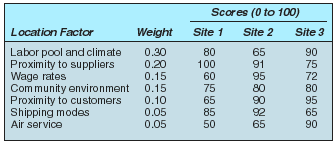 Scores (0 to 100)
Location Factor Weight Site 1 Site 2 Site 3
Labor pool and climate 0.30 80 65 90
Proximity to suppliers 0.20 100 91 75
Wage rates 0.15 60 95 72
Community environment 0.15 75 80 80
Proximity to customers 0.10 65 90 95
Shipping modes 0.05 85 92 65
Air service 0.05 50 65 90